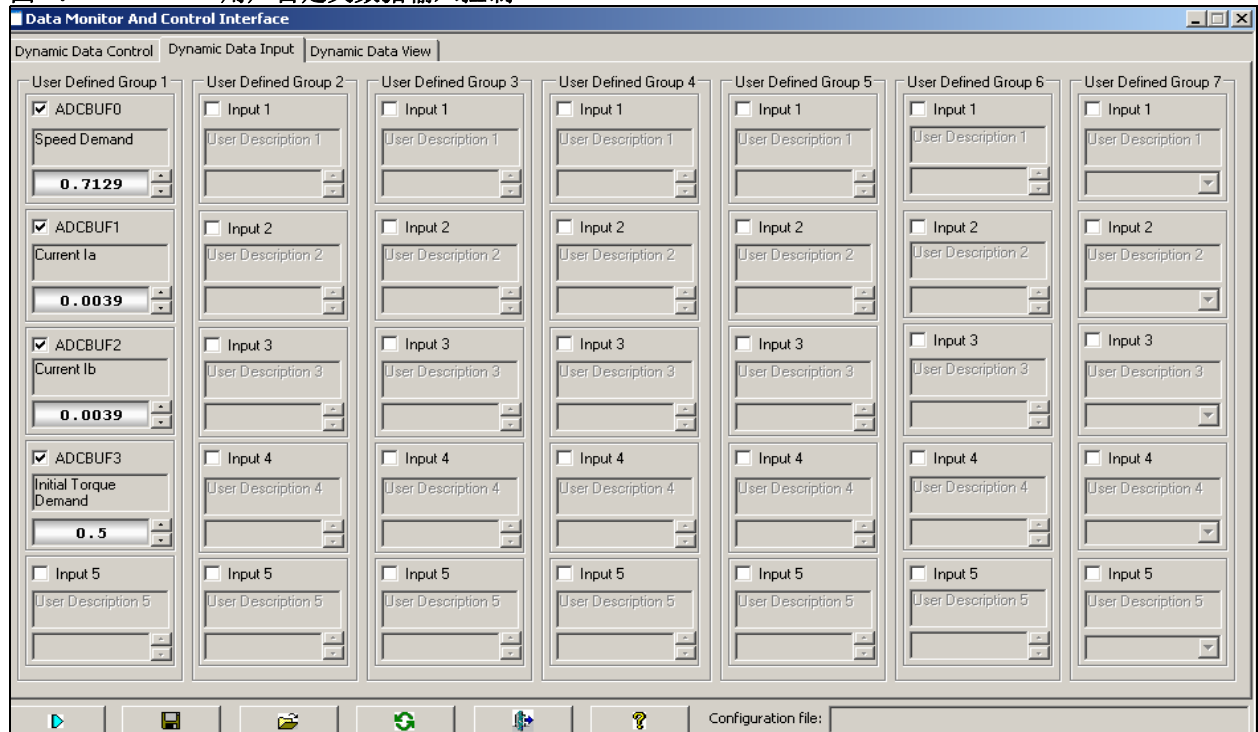 Data Monitor And Control Interface
Dynamic Data Control Dynamic Data Input Dynamic Data View
User Defined Group 1 User Defined Group 2 User Defined Group 3 User Defined Group 4 User Defined Group 5 User Defined Group 6 User Defined Group 7
ADCBUF0 Input 1 Input 1 Input 1 Input 1 Input 1 Input 1
Speed Demand User Description 1 User Description 1 User Description 1 User Description 1 User Description 1 User Description 1
0.7129
ADCBUF1 Input 2 Input 2 Input 2 Input 2 Input 2 Input 2
Current Ia User Description 2 User Description 2 User Description 2 User Description 2 User Description 2 User Description 2
0.0039
ADCBUF2 Input 3 Input 3 Input 3 Input 3 Input 3 Input 3
Current Ib User Description 3 User Description 3 User Description 3 User Description 3 User Description 3 User Description 3
0.0039
ADCBUF3 Input 4 Input 4 Input 4 Input 4 Input 4 Input 4
Initial Torque
Demand User Description 4 User Description 4 User Description 4 User Description 4 User Description 4 User Description 4
0.5
Input 5 Input 5 Input 5 Input 5 Input 5 Input 5 Input 5
User Description 5 User Description 5 User Description 5 User Description 5 User Description 5 User Description 5 User Description 5
Configuration file: